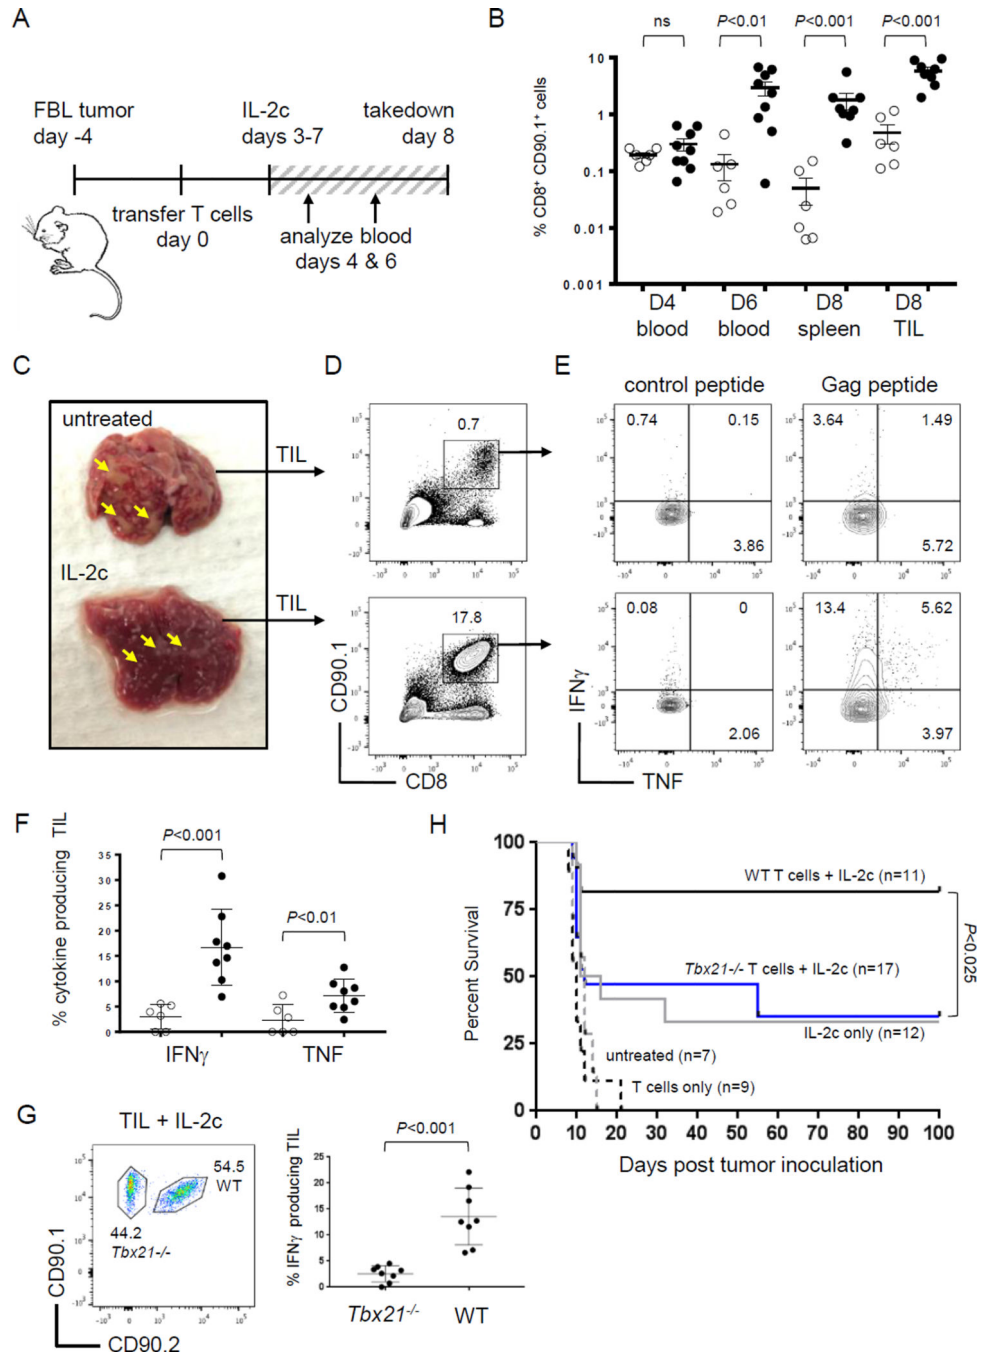 A
FBL tumor
day -4
IL-2c
days 3-7
takedown
day 8
transfer T cells
day 0
analyze blood
days 4 & 6
B
ns
P<0.01
P<0.001
P<0.001
% CD8+ CD90.1+ cells
10
1
0.1
0.01
0.001
D4
blood
D6
blood
D8
spleen
D8
TIL
C
untreated
TIL
IL-2c
TIL
D
0.7
17.8
CD90.1
CD8
E
control peptide
Gag peptide
0.74
0.15
3.86
3.64
1.49
5.72
0.08
0
2.06
13.4
5.62
3.97
IFNγ
TNF
F
% cytokine producing TIL
P<0.001
P<0.01
35
30
25
20
15
10
5
0
IFNγ
TNF
G
TIL + IL-2c
54.5
WT
44.2
Tbx21-/-
CD90.1
CD90.2
P<0.001
% IFNγ producing TIL
25
20
15
10
5
0
Tbx21-/-
WT
H
Percent Survival
100
75
50
25
0
WT T cells + IL-2c (n=11)
Tbx21-/- T cells + IL-2c (n=17)
IL-2c only (n=12)
untreated (n=7)
T cells only (n=9)
P<0.025
0 10 20 30 40 50 60 70 80 90 100
Days post tumor inoculation